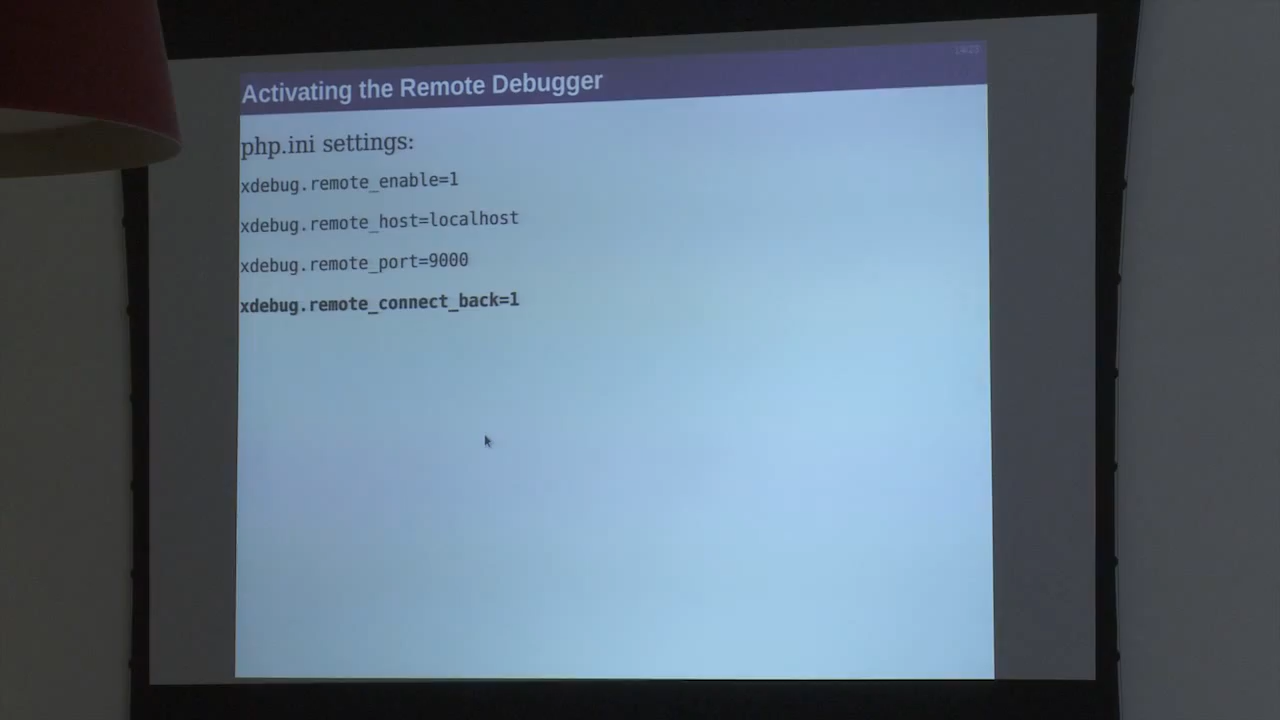 Activating the Remote Debugger
php.ini settings:
xdebug.remote_enable=1
xdebug.remote_host=localhost
xdebug.remote_port=9000
xdebug.remote_connect_back=1